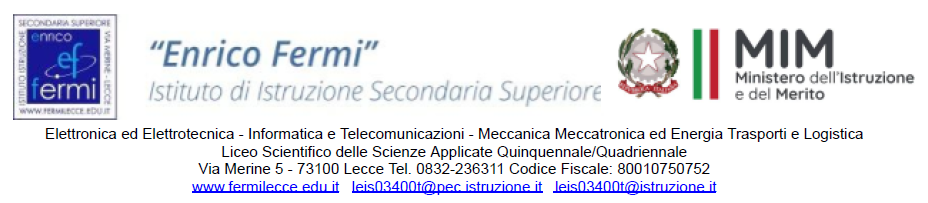 SECONDARIA SUPERIORE
ISTITUTO ISTRUZIONE
enrico
ef
fermi
VIA MERINE - LECCE
WWW.FERMILECCE.EDU.IT
"Enrico Fermi"
Istituto di Istruzione Secondaria Superiore
MIM
Ministero dell'Istruzione
e del Merito
Elettronica ed Elettrotecnica - Informatica e Telecomunicazioni - Meccanica Meccatronica ed Energia Trasporti e Logistica
Liceo Scientifico delle Scienze Applicate Quinquennale/Quadriennale
Via Merine 5 - 73100 Lecce Tel. 0832-236311 Codice Fiscale: 80010750752
www.fermilecce.edu.it leis03400t@pec.istruzione.it leis03400t@istruzione.it